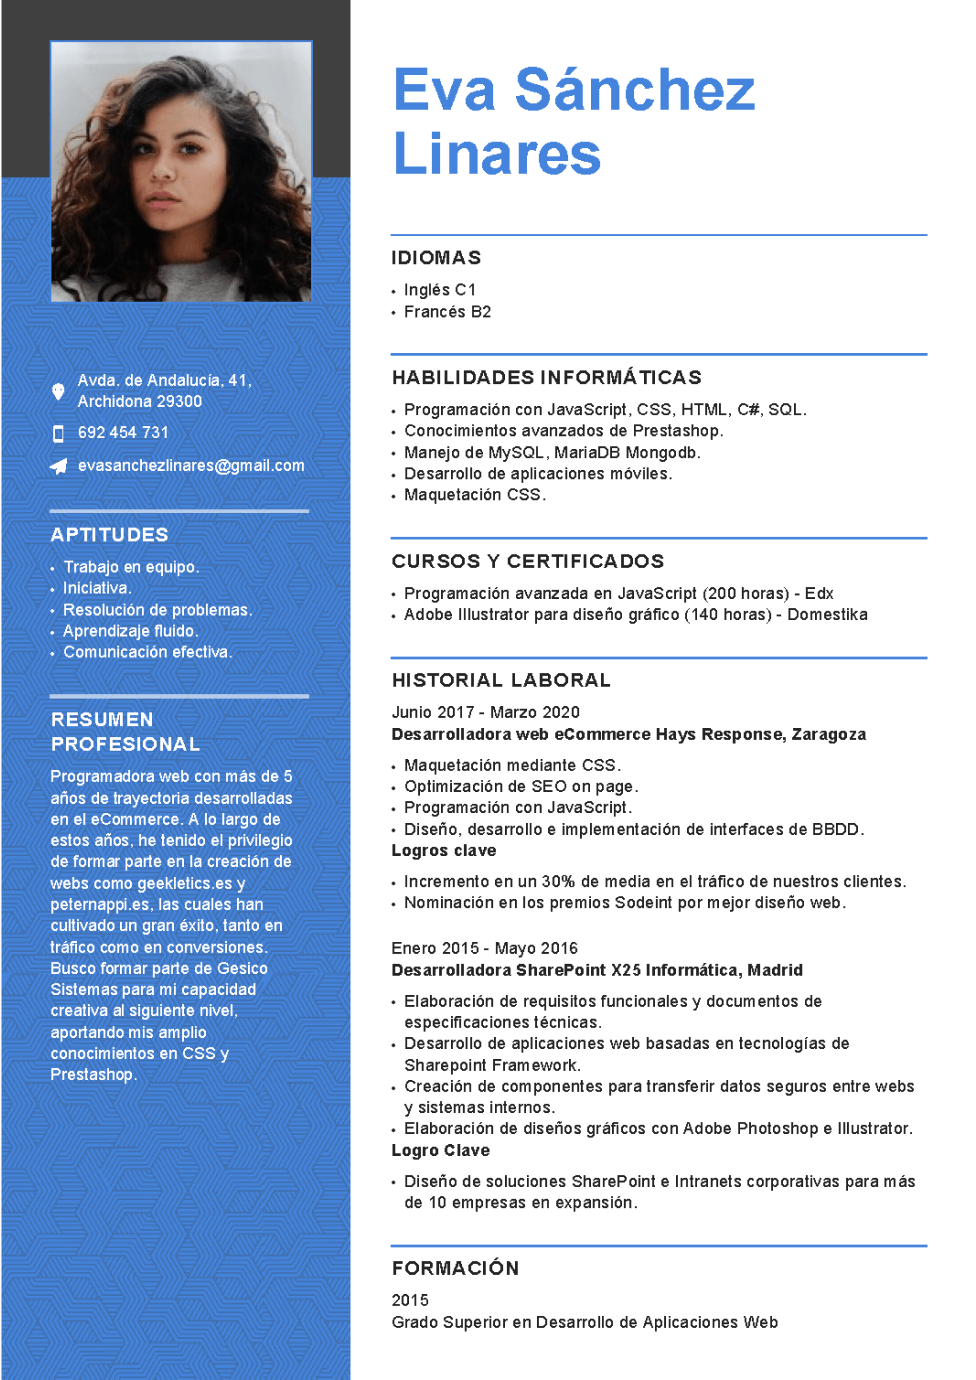 Eva Sánchez
Linares
Avda. de Andalucía, 41,
Archidona 29300
692 454 731
evasanchezlinares@gmail.com
APTITUDES
• Trabajo en equipo.
• Iniciativa.
• Resolución de problemas.
• Aprendizaje fluido.
• Comunicación efectiva.
RESUMEN
PROFESIONAL
Programadora web con más de 5
años de trayectoria desarrolladas
en el eCommerce. A lo largo de
estos años, he tenido el privilegio
de formar parte en la creación de
webs como geekletics.es y
peternappi.es, las cuales han
cultivado un gran éxito, tanto en
tráfico como en conversiones.
Busco formar parte de Gesico
Sistemas para mi capacidad
creativa al siguiente nivel,
aportando mis amplio
conocimientos en CSS y
Prestashop.
IDIOMAS
• Inglés C1
• Francés B2
HABILIDADES INFORMÁTICAS
• Programación con JavaScript, CSS, HTML, C#, SQL.
• Conocimientos avanzados de Prestashop.
• Manejo de MySQL, MariaDB Mongodb.
• Desarrollo de aplicaciones móviles.
• Maquetación CSS.
CURSOS Y CERTIFICADOS
• Programación avanzada en JavaScript (200 horas) - Edx
• Adobe Illustrator para diseño gráfico (140 horas) - Domestika
HISTORIAL LABORAL
Junio 2017 - Marzo 2020
Desarrolladora web eCommerce Hays Response, Zaragoza
• Maquetación mediante CSS.
• Optimización de SEO on page.
• Programación con JavaScript.
• Diseño, desarrollo e implementación de interfaces de BBDD.
Logros clave
• Incremento en un 30% de media en el tráfico de nuestros clientes.
• Nominación en los premios Sodeint por mejor diseño web.
Enero 2015 - Mayo 2016
Desarrolladora SharePoint X25 Informática, Madrid
• Elaboración de requisitos funcionales y documentos de
especificaciones técnicas.
• Desarrollo de aplicaciones web basadas en tecnologías de
Sharepoint Framework.
• Creación de componentes para transferir datos seguros entre webs
y sistemas internos.
• Elaboración de diseños gráficos con Adobe Photoshop e Illustrator.
Logro Clave
• Diseño de soluciones SharePoint e Intranets corporativas para más
de 10 empresas en expansión.
FORMACIÓN
2015
Grado Superior en Desarrollo de Aplicaciones Web